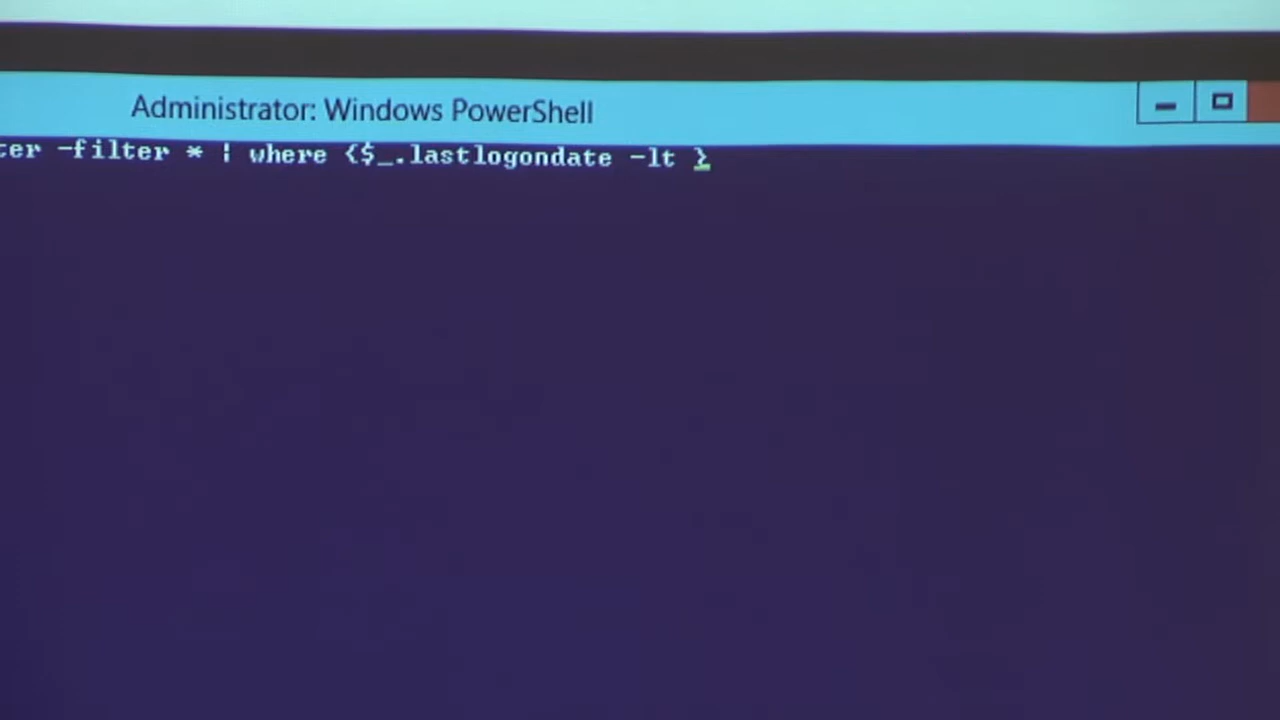 Administrator: Windows PowerShell
ter -filter * | where {$_.lastlogondate -lt }